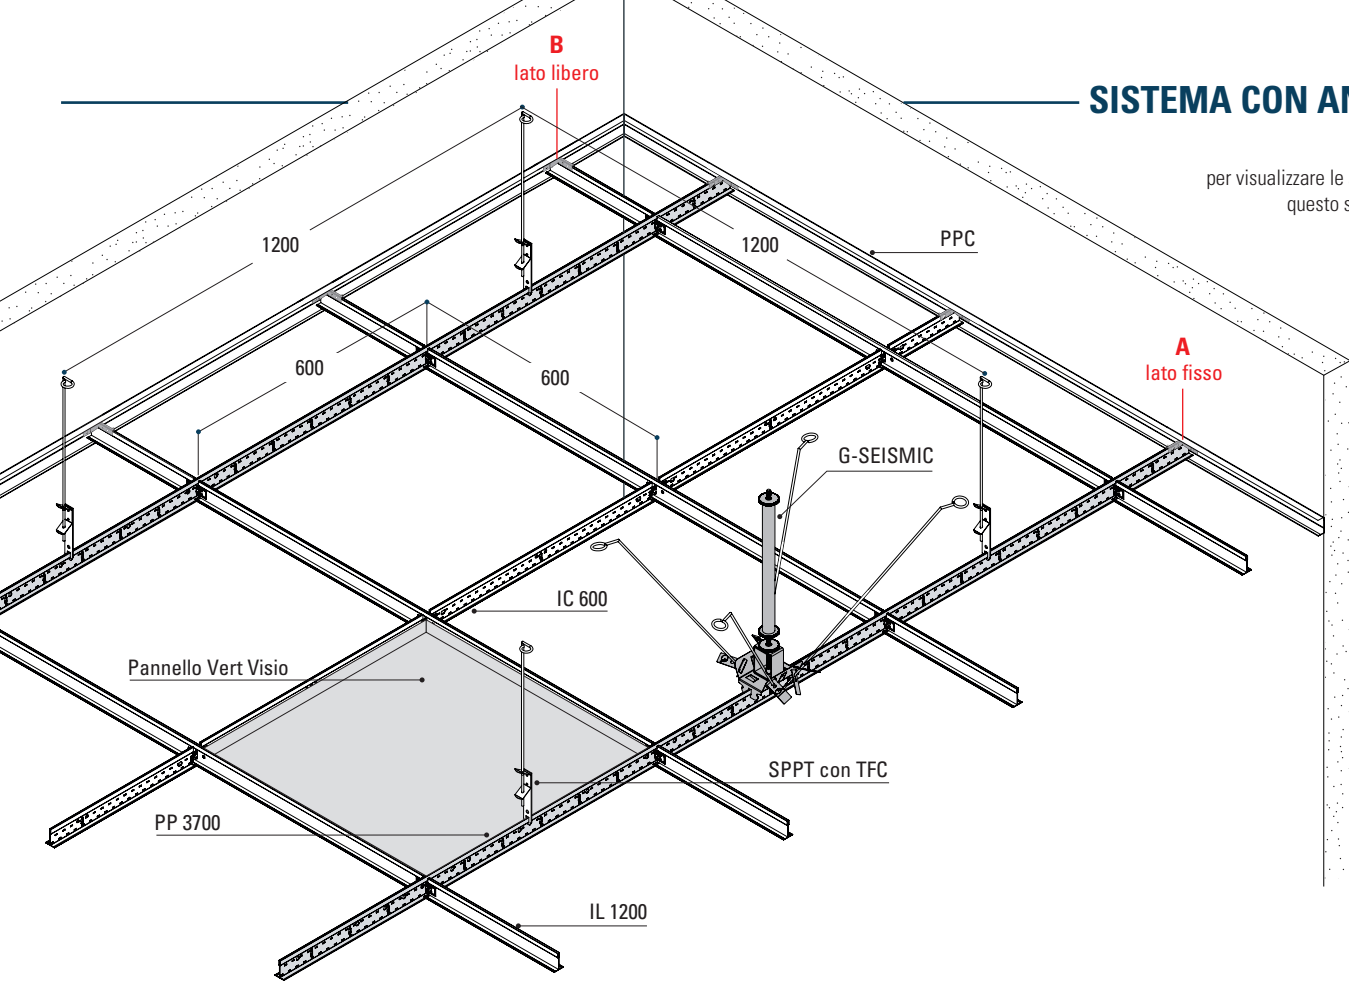 B
lato libero
SISTEMA CON
per visualizzare le
questo
1200
1200
PPC
600
600
A
lato fisso
G-SEISMIC
IC 600
Pannello Vert Visio
SPPT con TFC
PP 3700
IL 1200